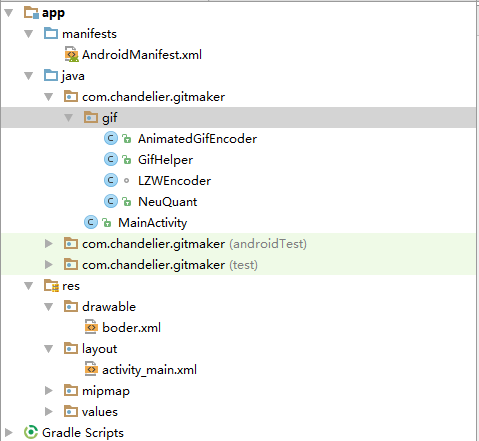 app
manifests
AndroidManifest.xml
java
com.chandelier.gitmaker
gif
AnimatedGifEncoder
GifHelper
LZWEncoder
NeuQuant
MainActivity
com.chandelier.gitmaker (androidTest)
com.chandelier.gitmaker (test)
res
drawable
boder.xml
layout
activity_main.xml
mipmap
values
Gradle Scripts